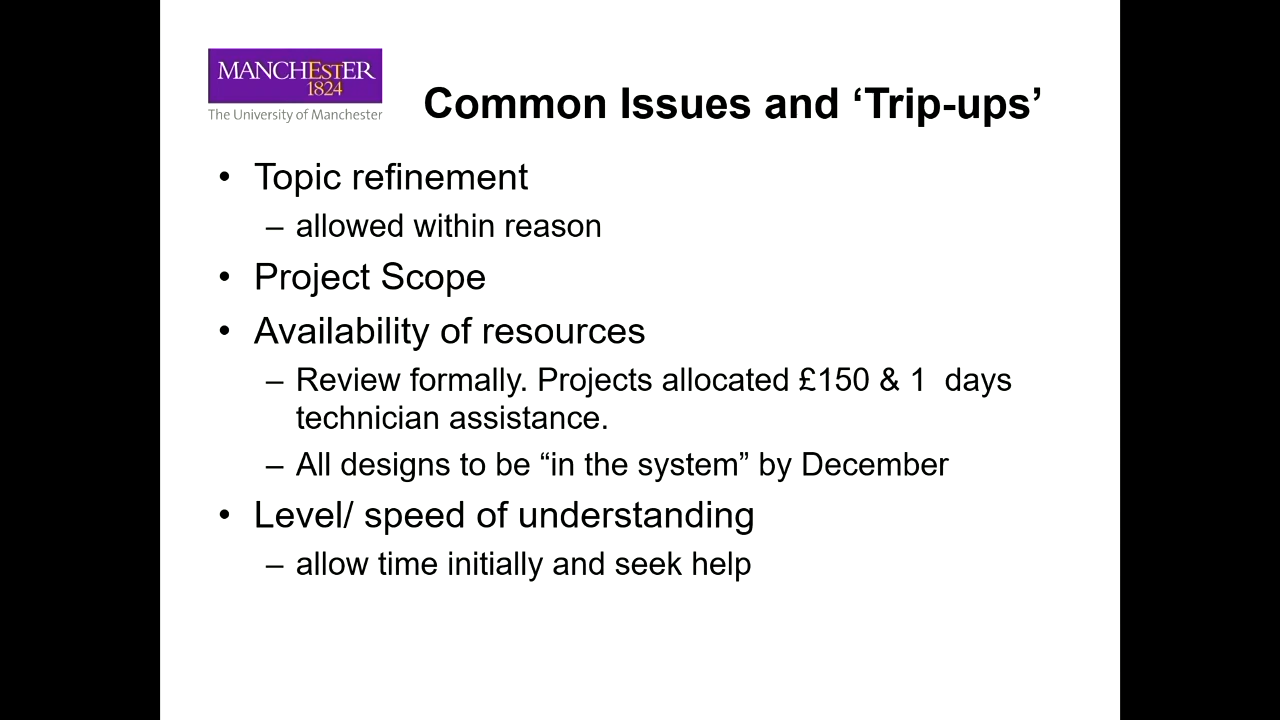 MANCHESTER
1824
The University of Manchester
Common Issues and ‘Trip-ups’
• Topic refinement
– allowed within reason
• Project Scope
• Availability of resources
– Review formally. Projects allocated £150 & 1  days
technician assistance.
– All designs to be “in the system” by December
• Level/ speed of understanding
– allow time initially and seek help